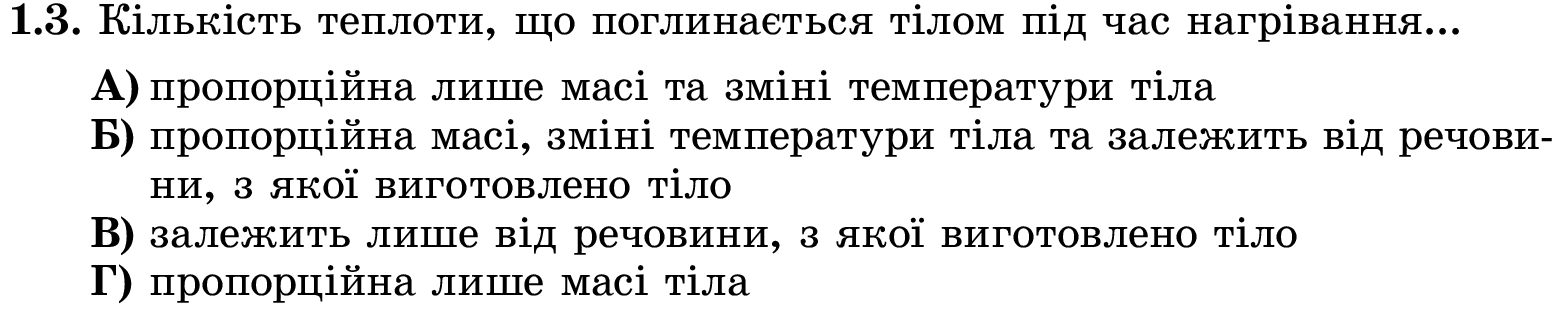 1.3. Кількість теплоти, що поглинається тілом під час нагрівання...
А) пропорційна лише масі та зміні температури тіла
Б) пропорційна масі, зміні температури тіла та залежить від речови-
ни, з якої виготовлено тіло
В) залежить лише від речовини, з якої виготовлено тіло
Г) пропорційна лише масі тіла